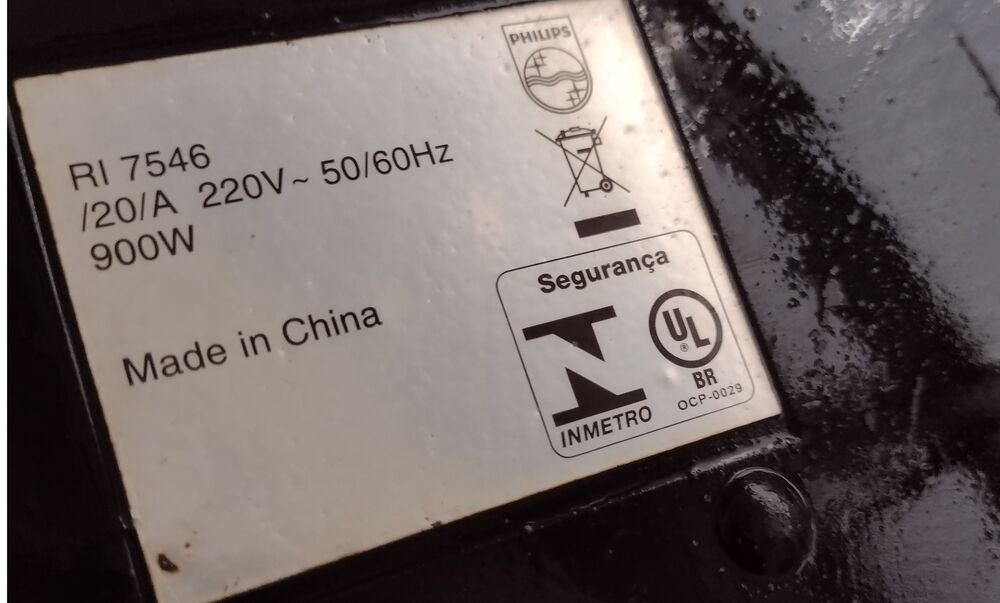 PHILIPS
RI 7546
/20/A 220V~ 50/60Hz
900W
Made in China
Segurança
UL
®
BR
OCP-0029
INMETRO